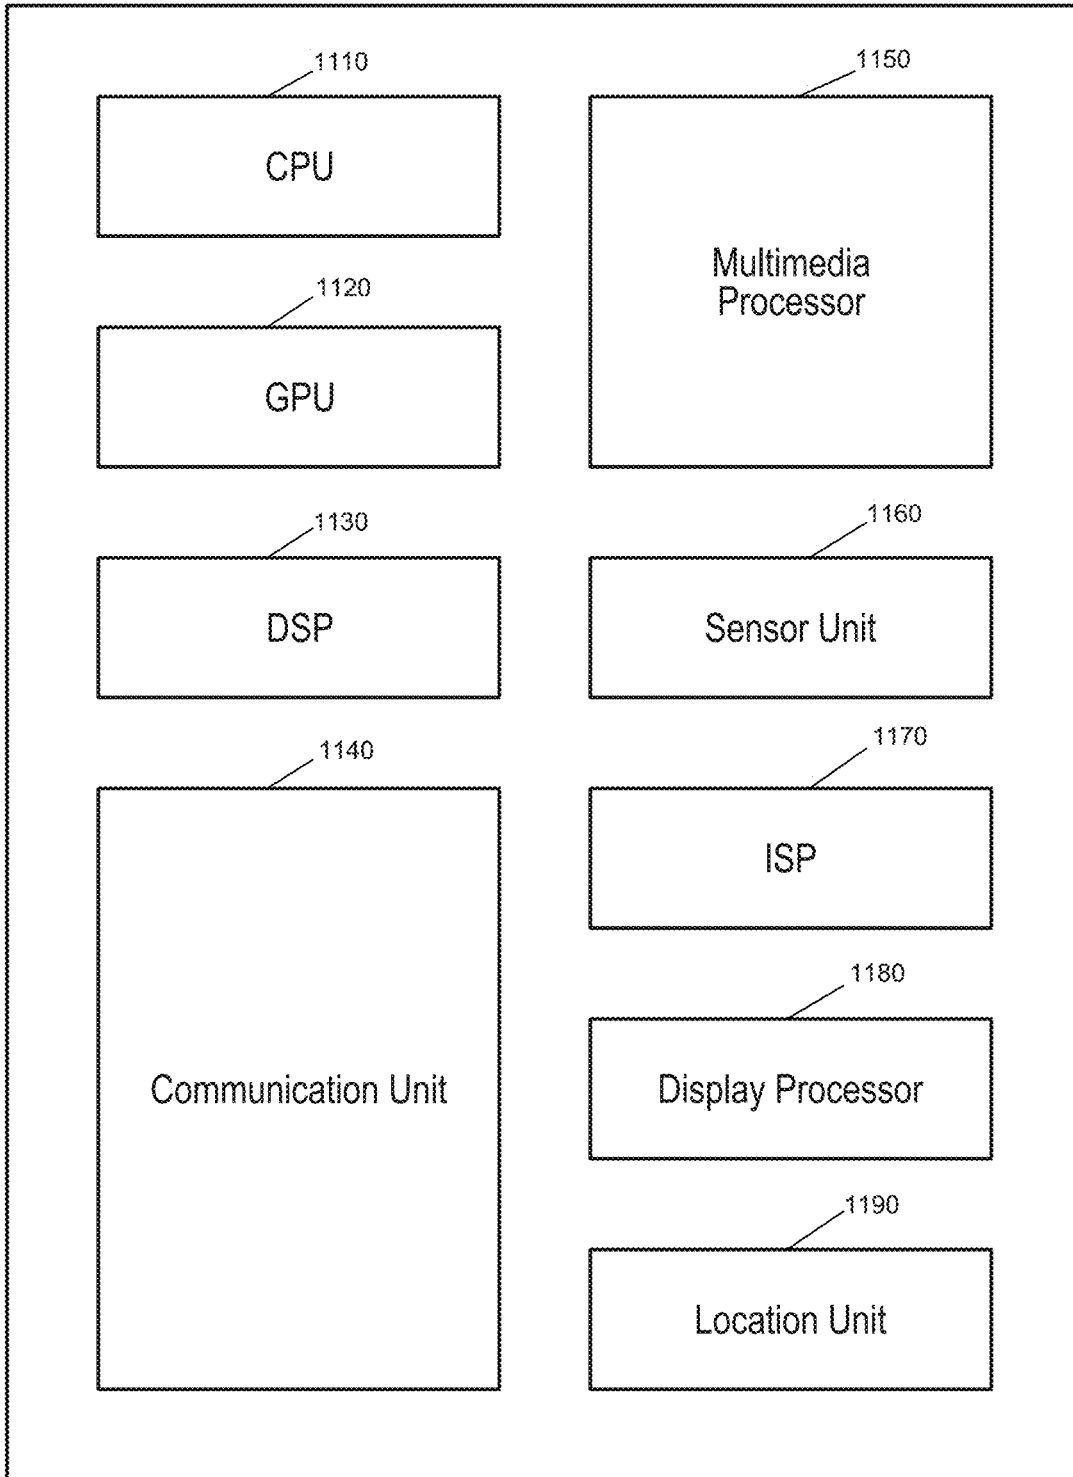 1110
CPU
1120
GPU
1130
DSP
1140
Communication Unit
1150
Multimedia
Processor
1160
Sensor Unit
1170
ISP
1180
Display Processor
1190
Location Unit